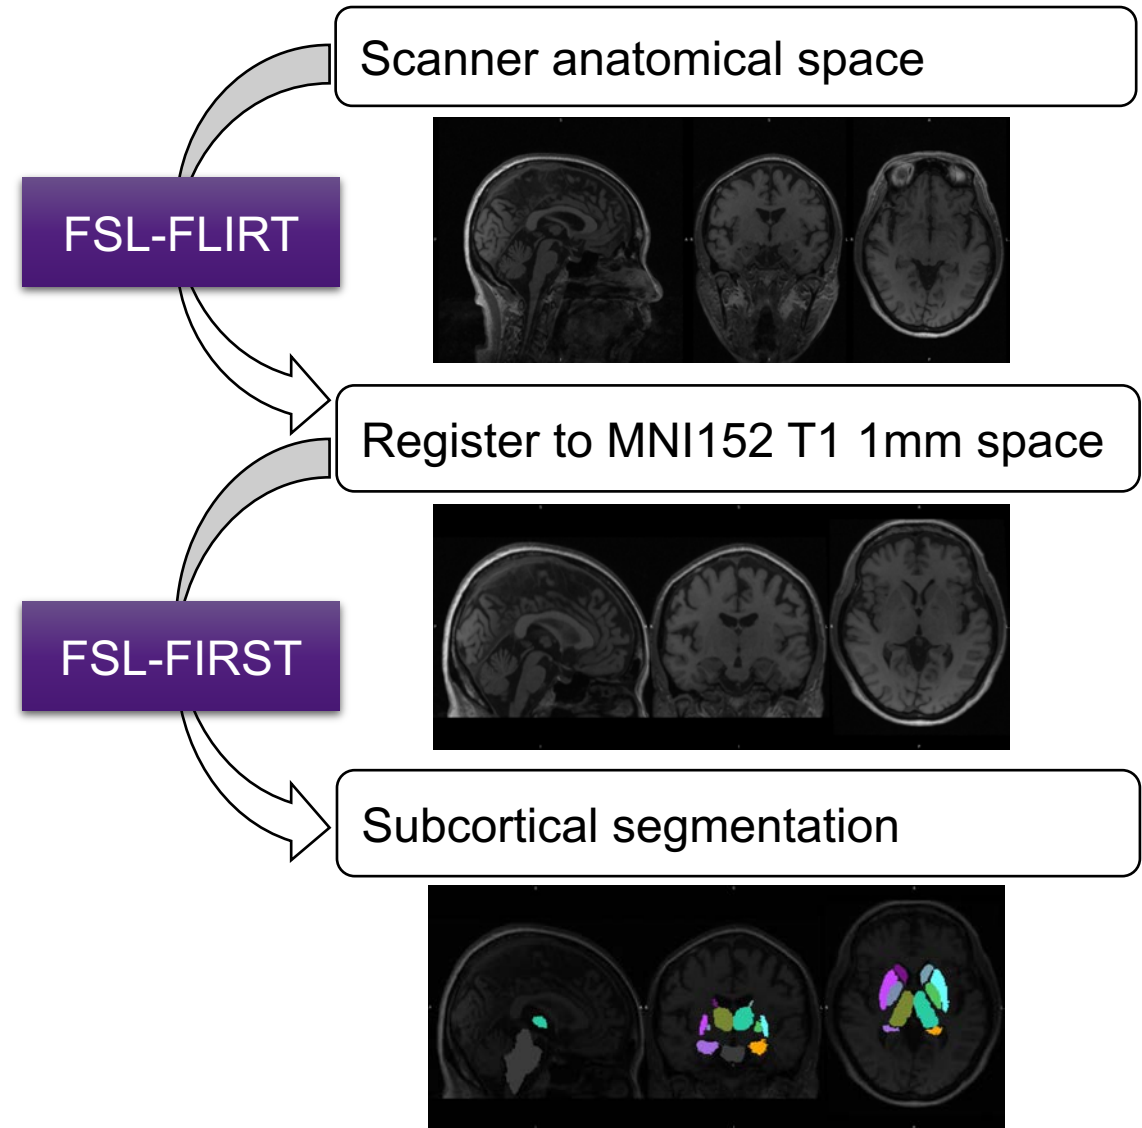 Scanner anatomical space
FSL-FLIRT
Register to MNI152 T1 1mm space
FSL-FIRST
Subcortical segmentation